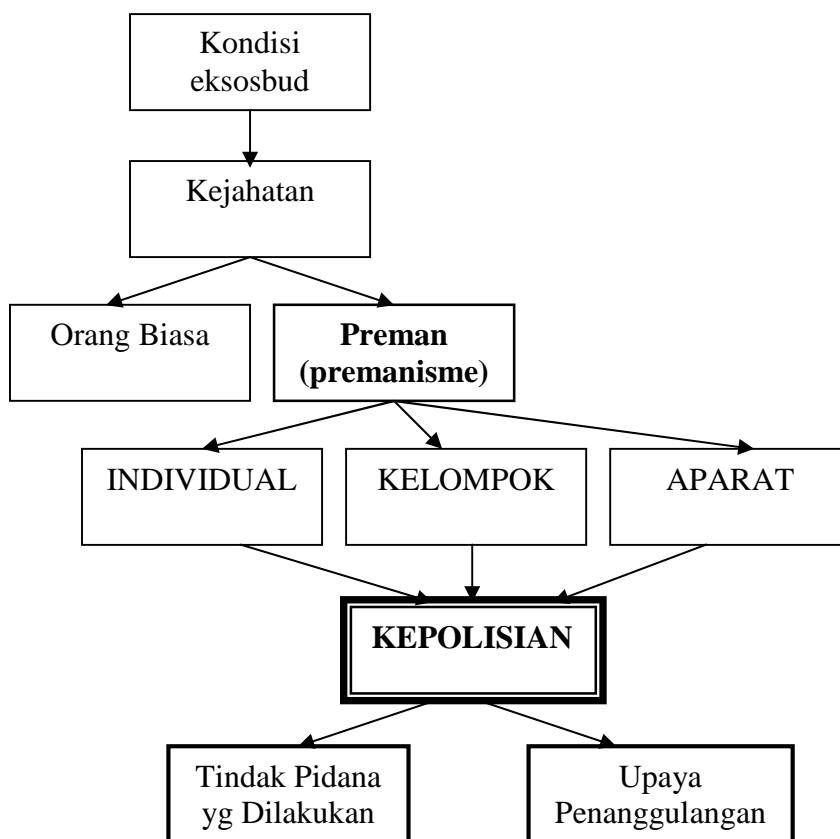 Kondisi
eksosbud
Kejahatan
Orang Biasa
Preman
(premanisme)
INDIVIDUAL
KELOMPOK
APARAT
KEPOLISIAN
Tindak Pidana
yg Dilakukan
Upaya
Penanggulangan